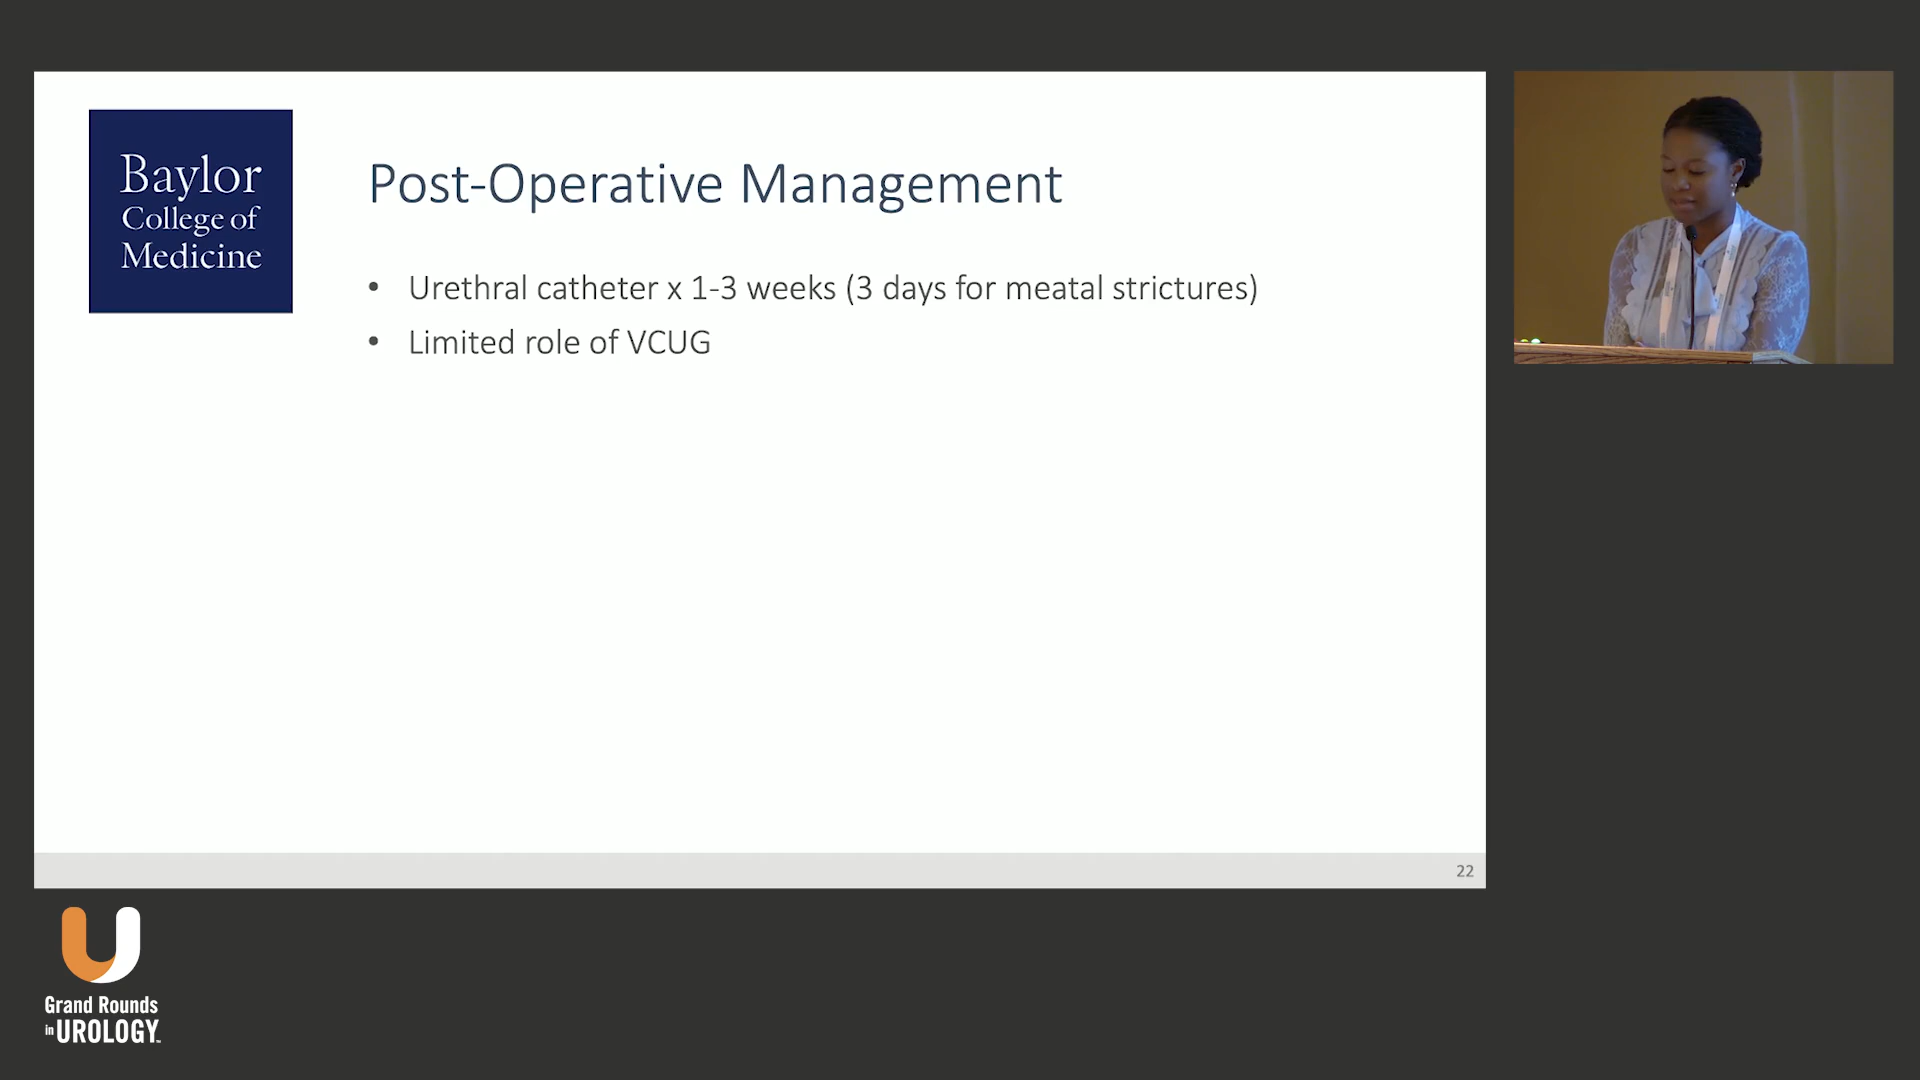 Baylor
College of
Medicine
Post-Operative Management
• Urethral catheter x 1-3 weeks (3 days for meatal strictures)
• Limited role of VCUG
22
Grand Rounds
in UROLOGY™